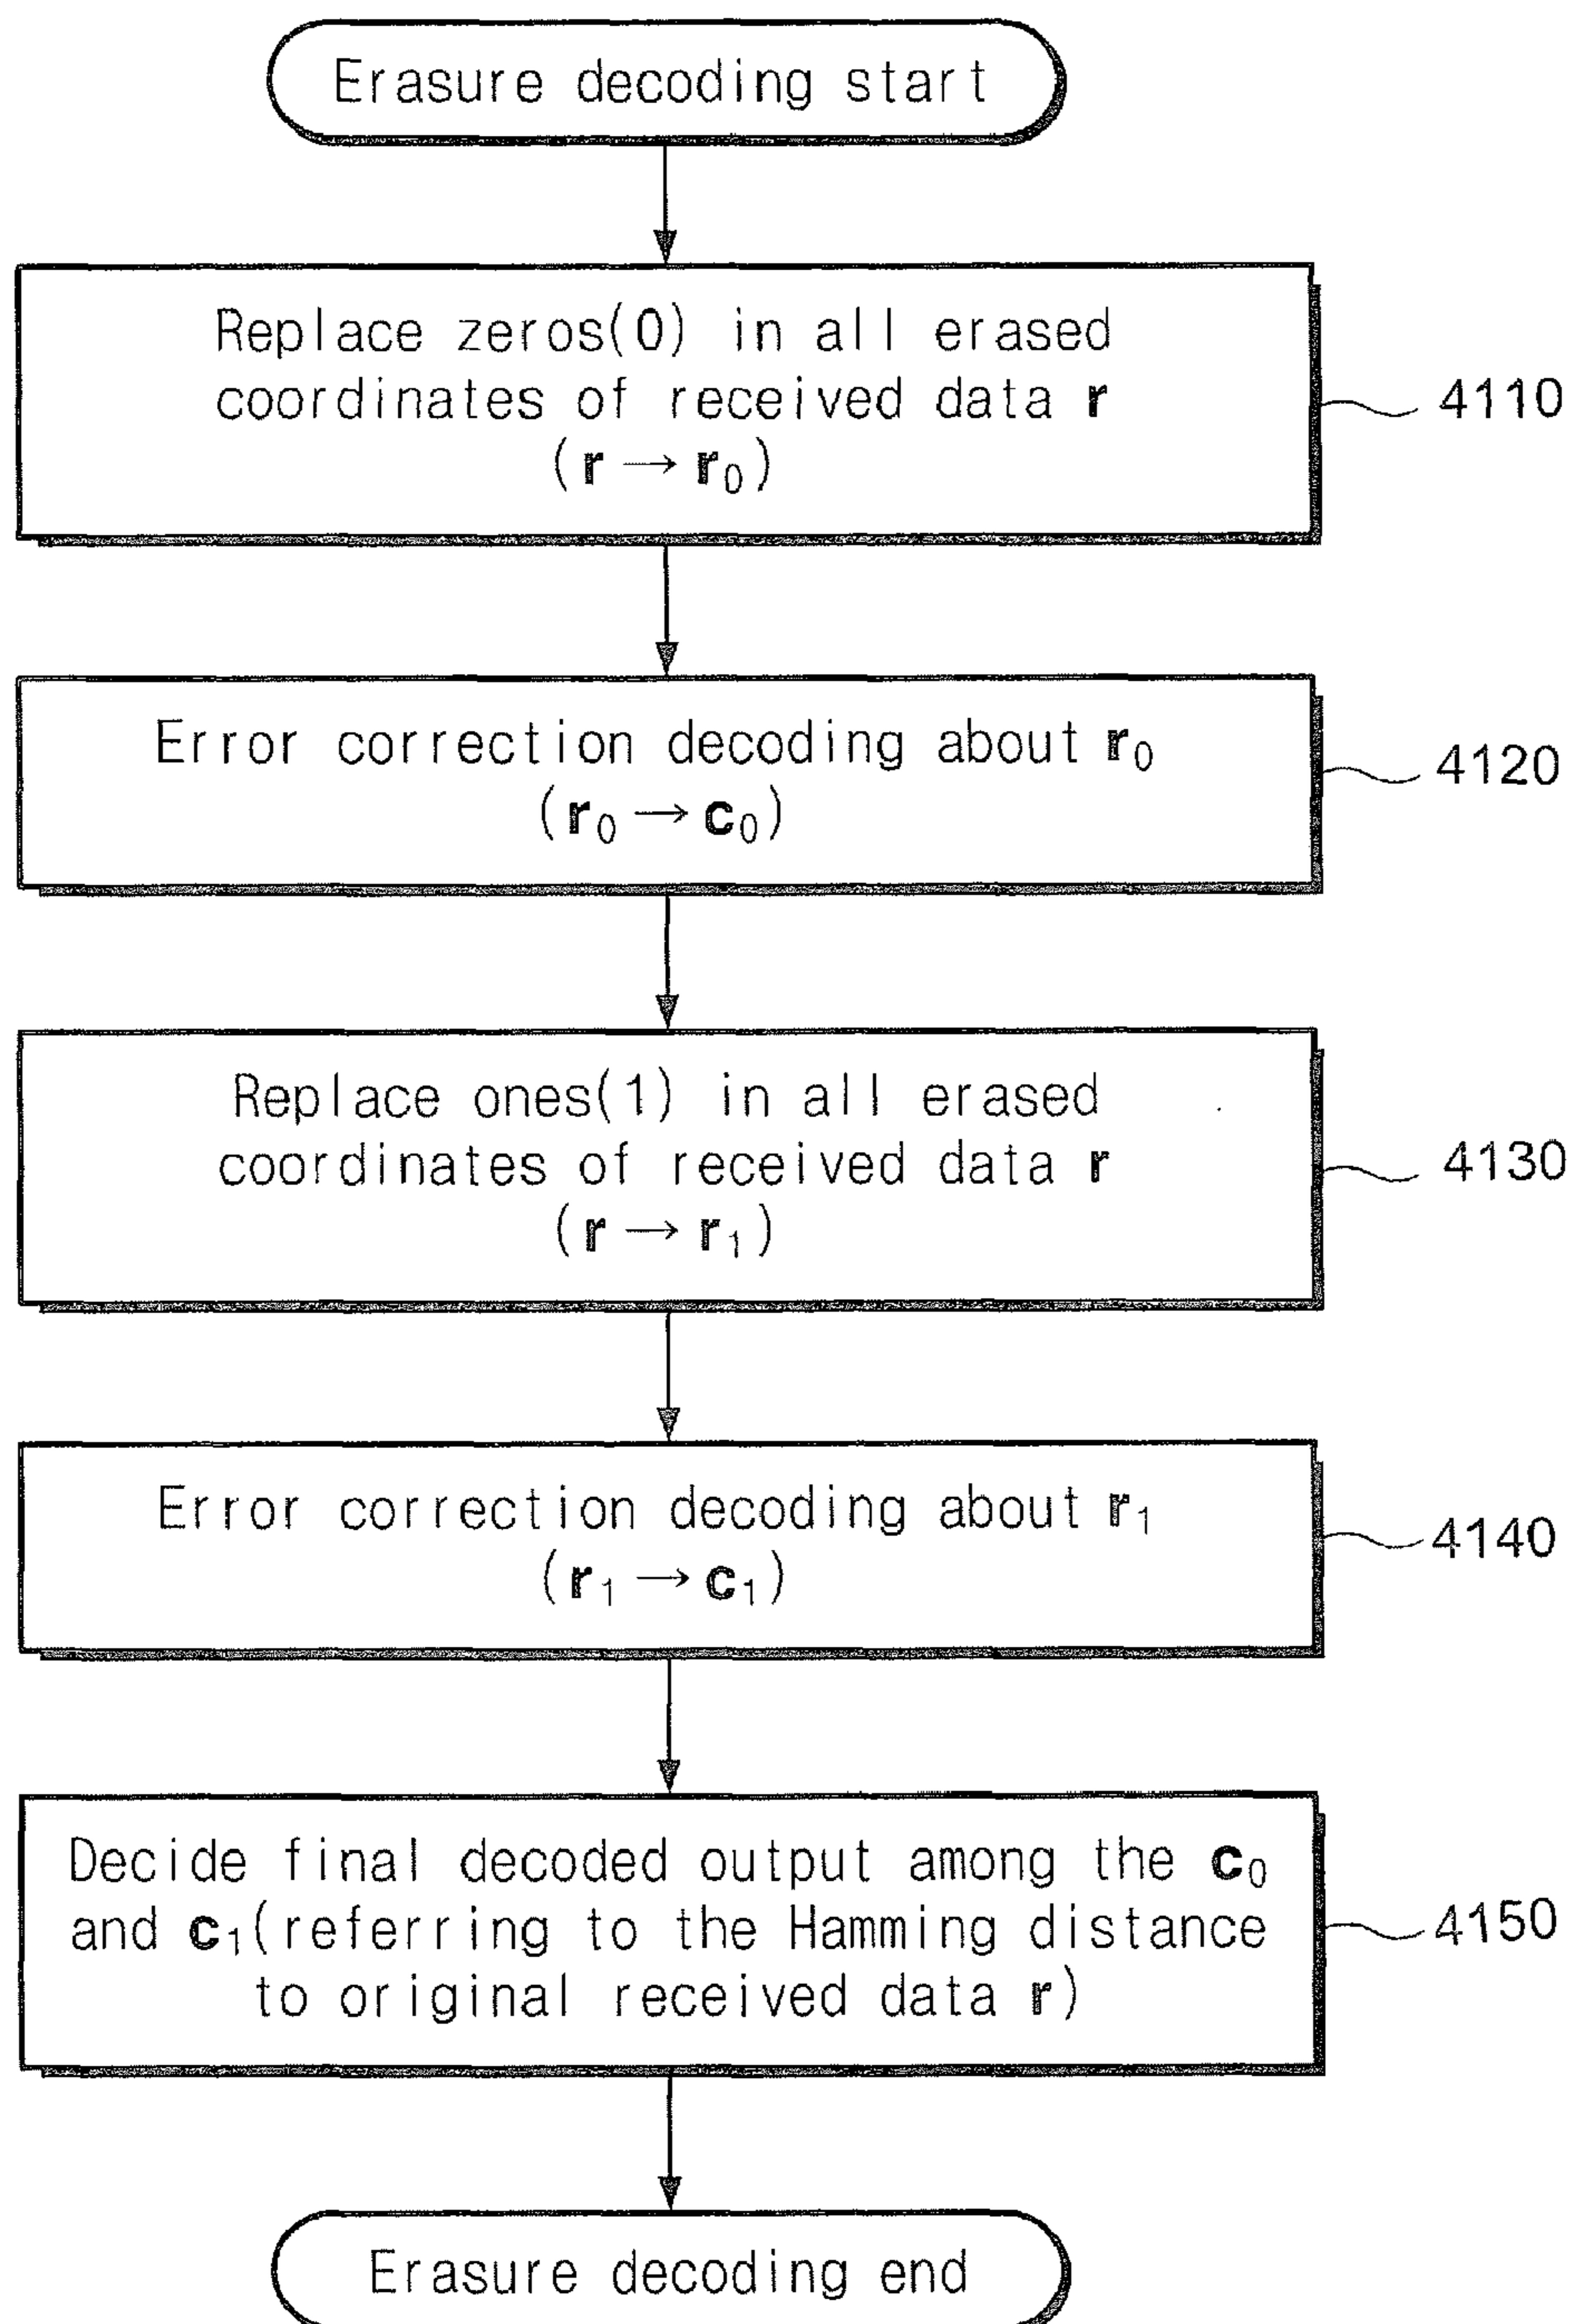 Erasure decoding start
Replace zeros(0) in all erased
coordinates of received data r
(r → r₀)
4110
Error correction decoding about r₀
(r₀ → c₀)
4120
Replace ones(1) in all erased
coordinates of received data r
(r → r₁)
4130
Error correction decoding about r₁
(r₁ → c₁)
4140
Decide final decoded output among the c₀
and c₁(referring to the Hamming distance
to original received data r)
4150
Erasure decoding end